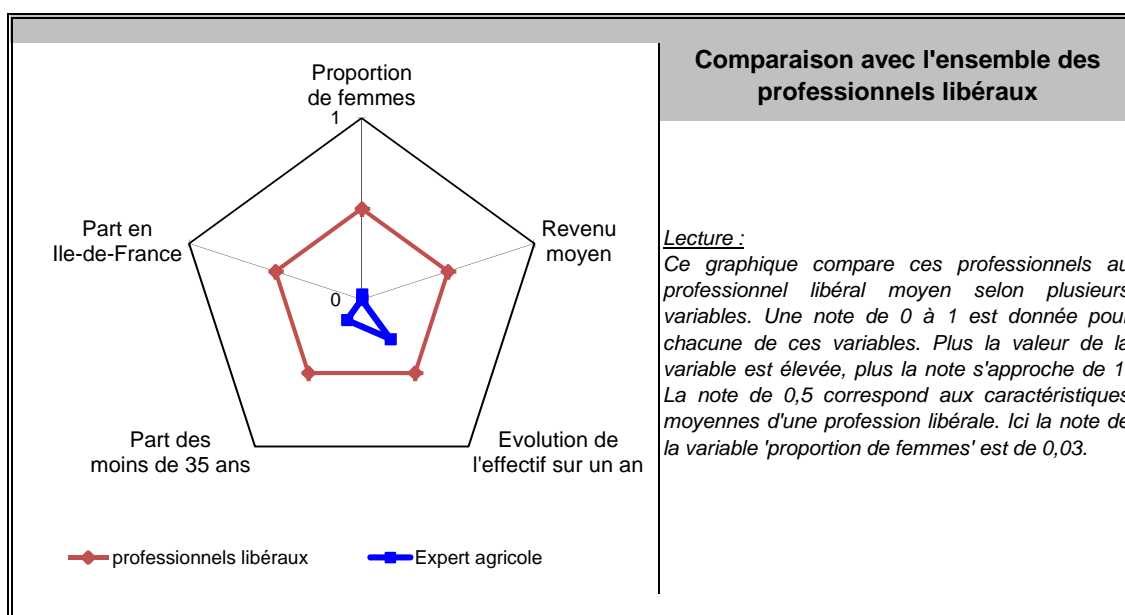 Comparaison avec l'ensemble des
professionnels libéraux
Proportion
de femmes
1
Part en
Ile-de-France
Revenu
moyen
0
Part des
moins de 35 ans
Evolution de
l'effectif sur un an
professionnels libéraux
Expert agricole
Lecture :
Ce graphique compare ces professionnels au
professionnel libéral moyen selon plusieurs
variables. Une note de 0 à 1 est donnée pour
chacune de ces variables. Plus la valeur de la
variable est élevée, plus la note s'approche de 1
La note de 0,5 correspond aux caractéristiques
moyennes d'une profession libérale. Ici la note de
la variable 'proportion de femmes' est de 0,03.